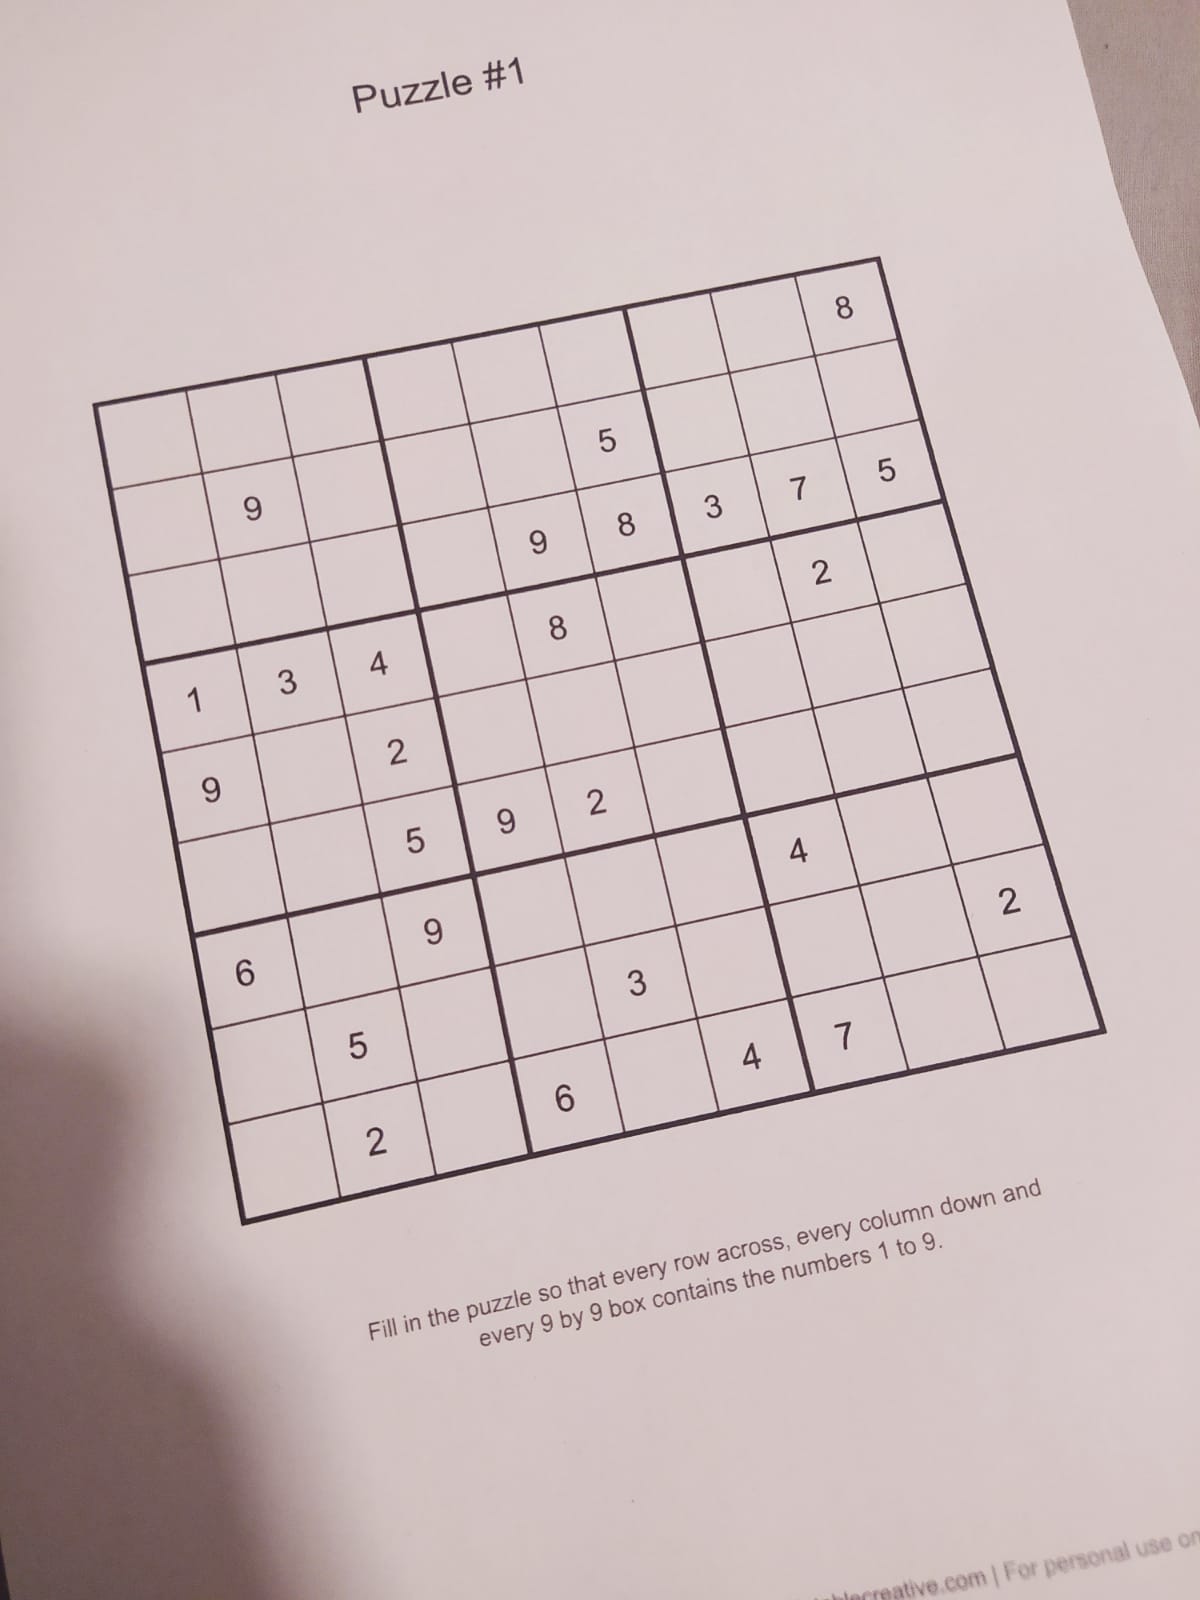 Puzzle #1
8
9 5
9 8 3 7 5
1 3 4 8 2
9 2
5 9 2
6 9 4
5 3 2
2 6 4 7
Fill in the puzzle so that every row across, every column down and
every 9 by 9 box contains the numbers 1 to 9.
creative.com | For personal use